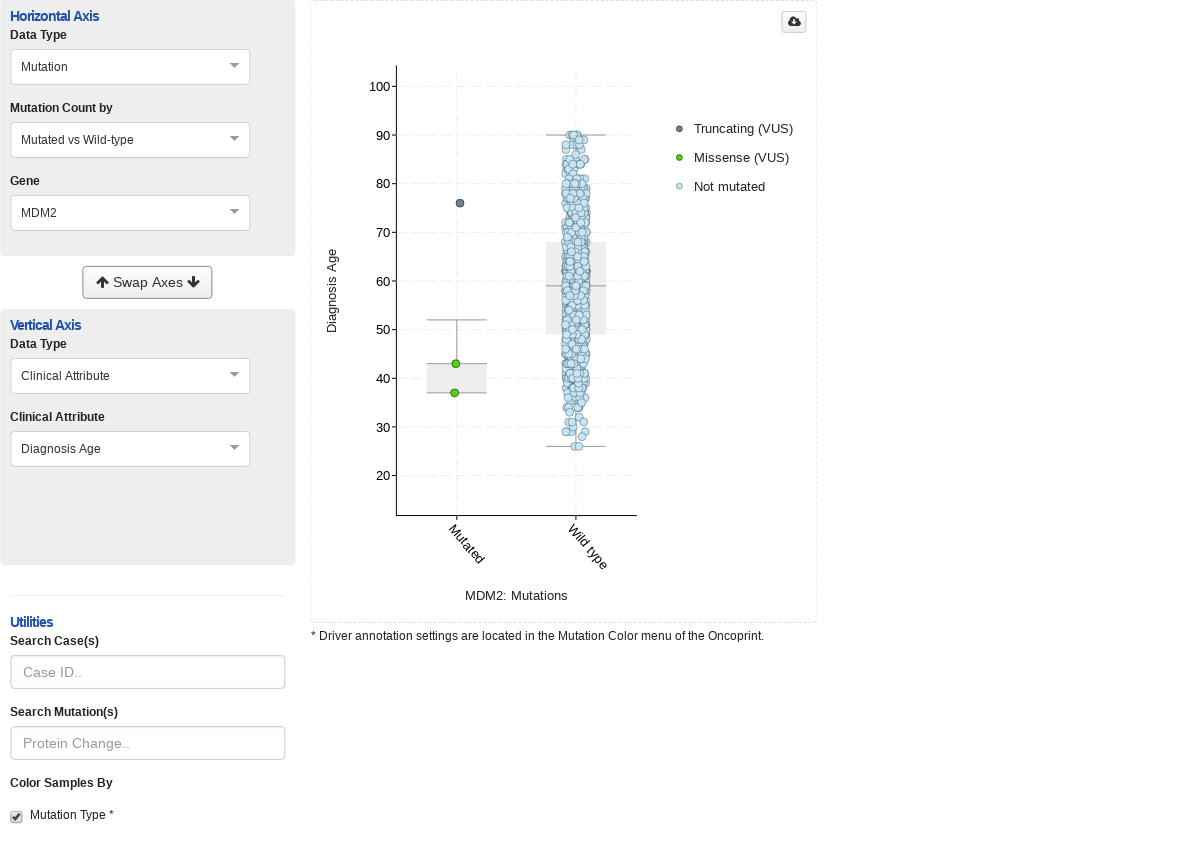 Horizontal Axis
Data Type
Mutation
Mutation Count by
Mutated vs Wild-type
Gene
MDM2
Swap Axes
Vertical Axis
Data Type
Clinical Attribute
Clinical Attribute
Diagnosis Age
Utilities
Search Case(s)
Case ID..
Search Mutation(s)
Protein Change..
Color Samples By
Mutation Type *
100
90
80
70
60
50
40
30
20
Diagnosis Age
Mutated
Wild type
MDM2: Mutations
Truncating (VUS)
Missense (VUS)
Not mutated
* Driver annotation settings are located in the Mutation Color menu of the Oncoprint.